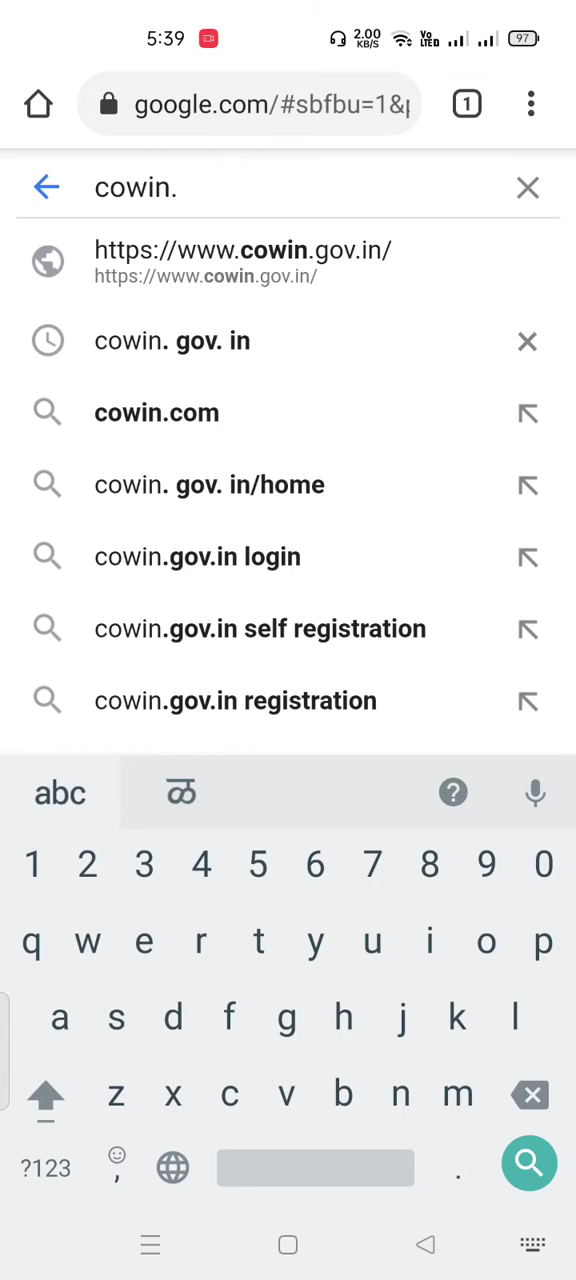 5:39 2.00 KB/S Vo LTED 97
google.com/#sbfbu=1&p 1
cowin.
https://www.cowin.gov.in/
https://www.cowin.gov.in/
cowin. gov. in
cowin.com
cowin. gov. in/home
cowin.gov.in login
cowin.gov.in self registration
cowin.gov.in registration
abc ?
1 2 3 4 5 6 7 8 9 0
q w e r t y u i o p
a s d f g h j k l
z x c v b n m
?123 , .